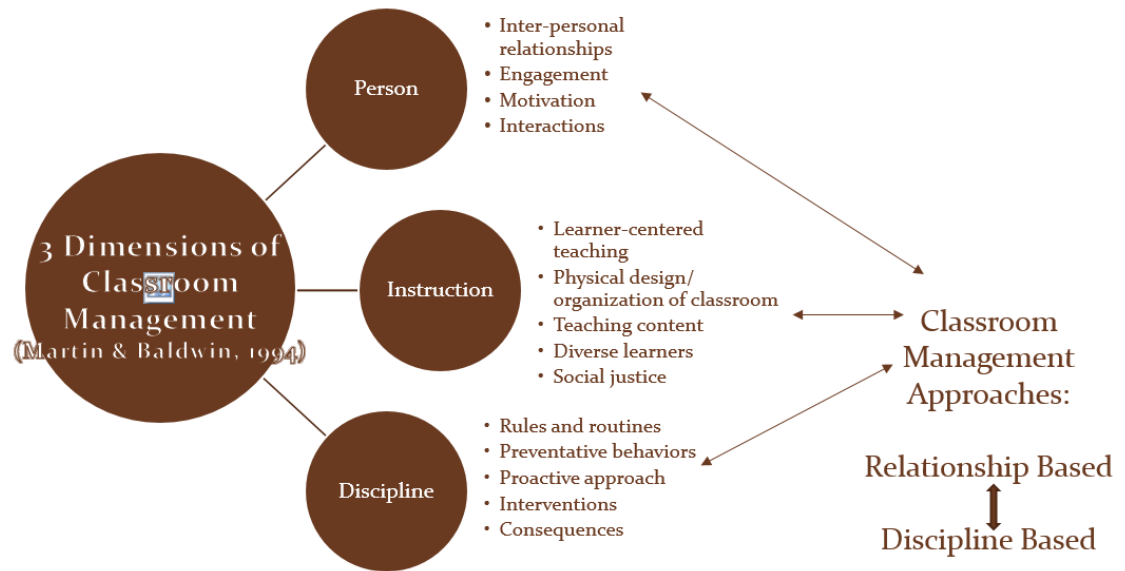 3 Dimensions of
Classroom
Management
(Martin & Baldwin, 1994)
Person
• Inter-personal
relationships
• Engagement
• Motivation
• Interactions
Instruction
• Learner-centered
teaching
• Physical design/
organization of classroom
• Teaching content
• Diverse learners
• Social justice
Discipline
• Rules and routines
• Preventative behaviors
• Proactive approach
• Interventions
• Consequences
Classroom
Management
Approaches:
Relationship Based
Discipline Based